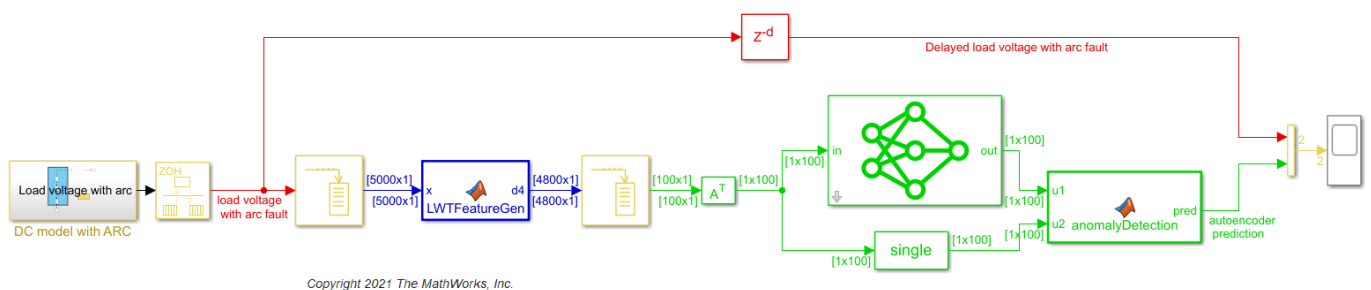 Z-d
Delayed load voltage with arc fault
Load voltage with arc
DC model with ARC
ZOH
load voltage
with arc fault
[5000x1]
[5000x1]
x
d4
LWTFeatureGen
[4800x1]
[4800x1]
[100x1]
[100x1]
AT
[1x100]
[1x100]
in
out
[1x100]
[1x100]
[1x100]
single
[1x100]
[1x100]
u1
u2
pred
anomalyDetection
autoencoder
prediction
2
2
Copyright 2021 The MathWorks, Inc.